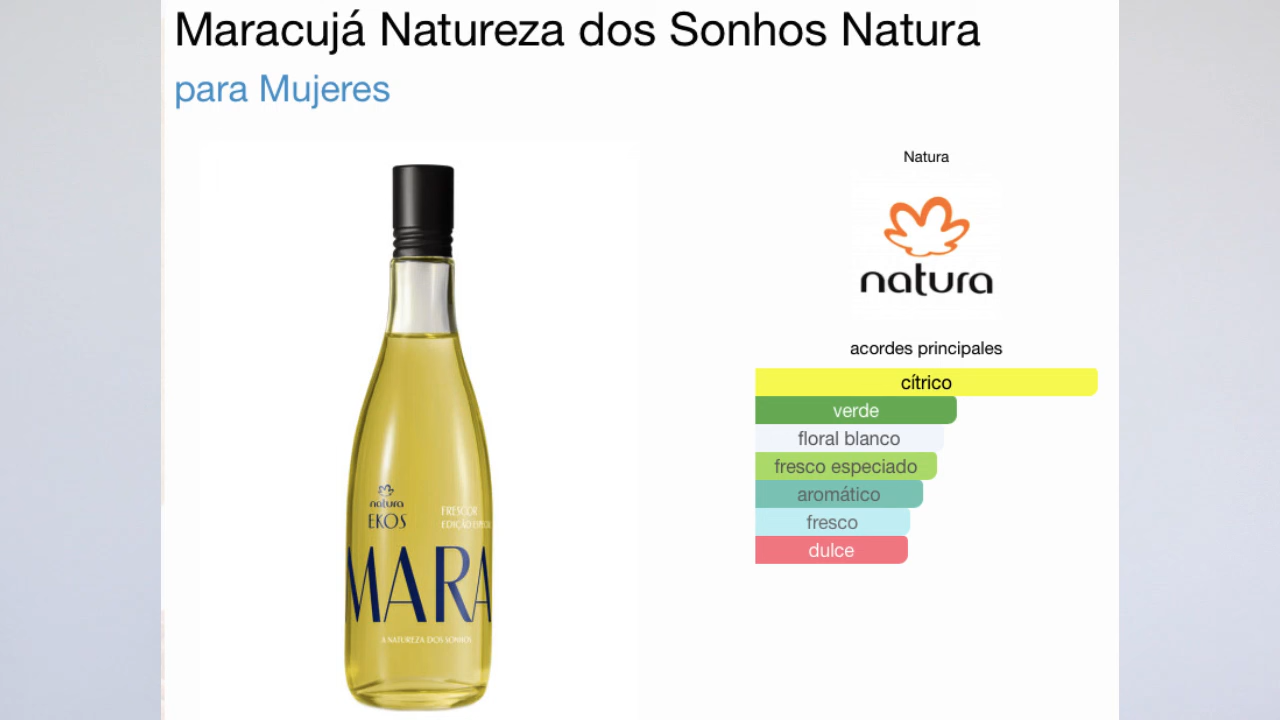 Maracujá Natureza dos Sonhos Natura
para Mujeres
Natura
natura
acordes principales
cítrico
verde
floral blanco
fresco especiado
aromático
fresco
dulce
natura
EKOS
FRESCOR
EDIÇÃO
MARA
A NATUREZA DOS SONHOS